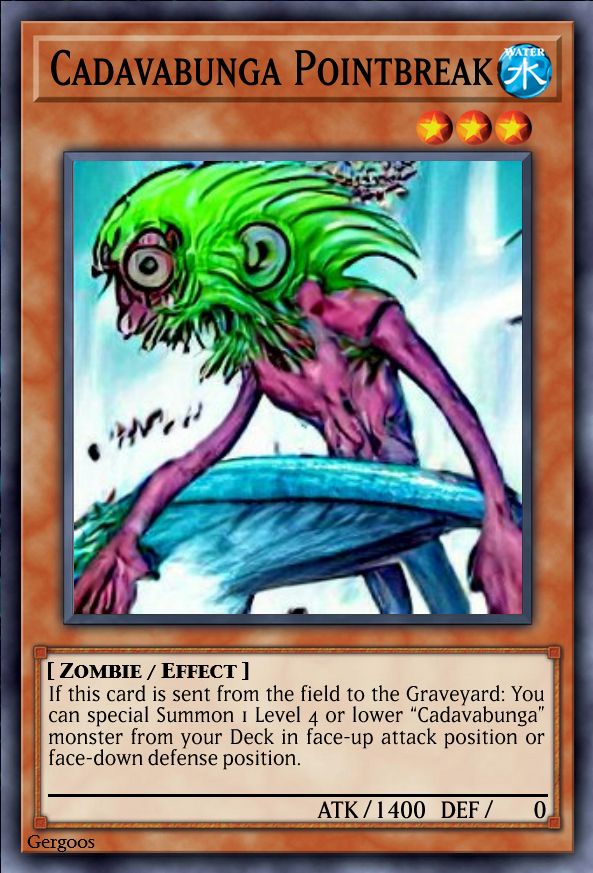 Cadavabunga Pointbreak
WATER
水
[ Zombie / Effect ]
If this card is sent from the field to the Graveyard: You
can special Summon 1 Level 4 or lower “Cadavabunga”
monster from your Deck in face-up attack position or
face-down defense position.
ATK / 1400 DEF / 0
Gergoos